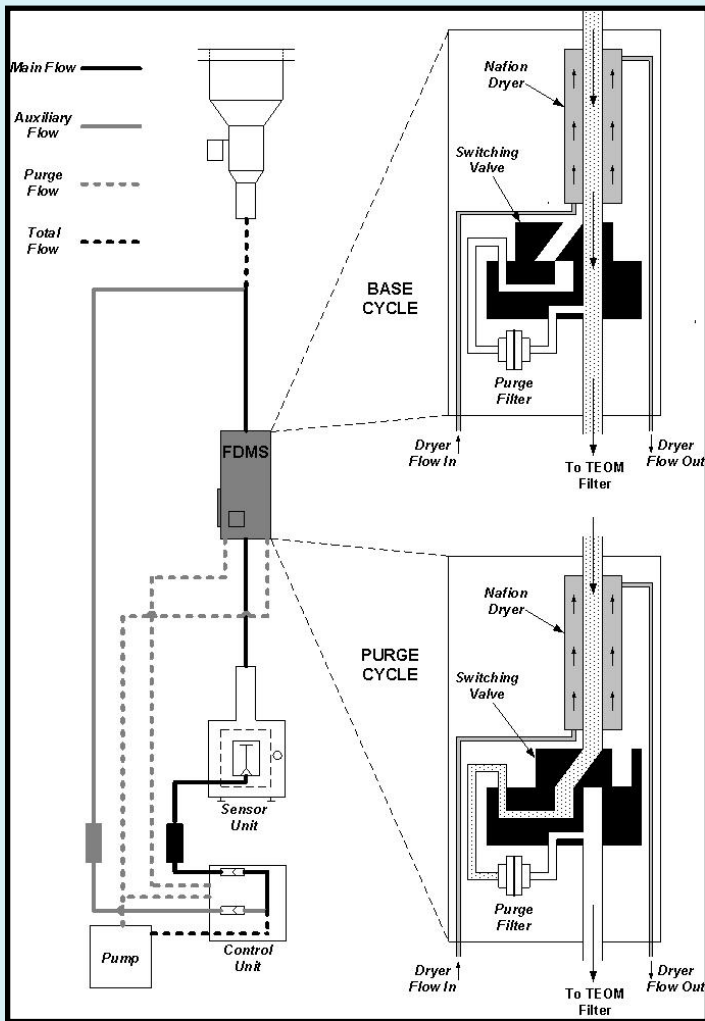 Main Flow
Auxiliary
Flow
Purge
Flow
Total
Flow
FDMS
Sensor
Unit
Control
Unit
Pump
BASE
CYCLE
Nafion
Dryer
Switching
Valve
Purge
Filter
Dryer
Flow In
To TEOM
Filter
Dryer
Flow Out
PURGE
CYCLE
Nafion
Dryer
Switching
Valve
Purge
Filter
Dryer
Flow In
To TEOM
Filter
Dryer
Flow Out